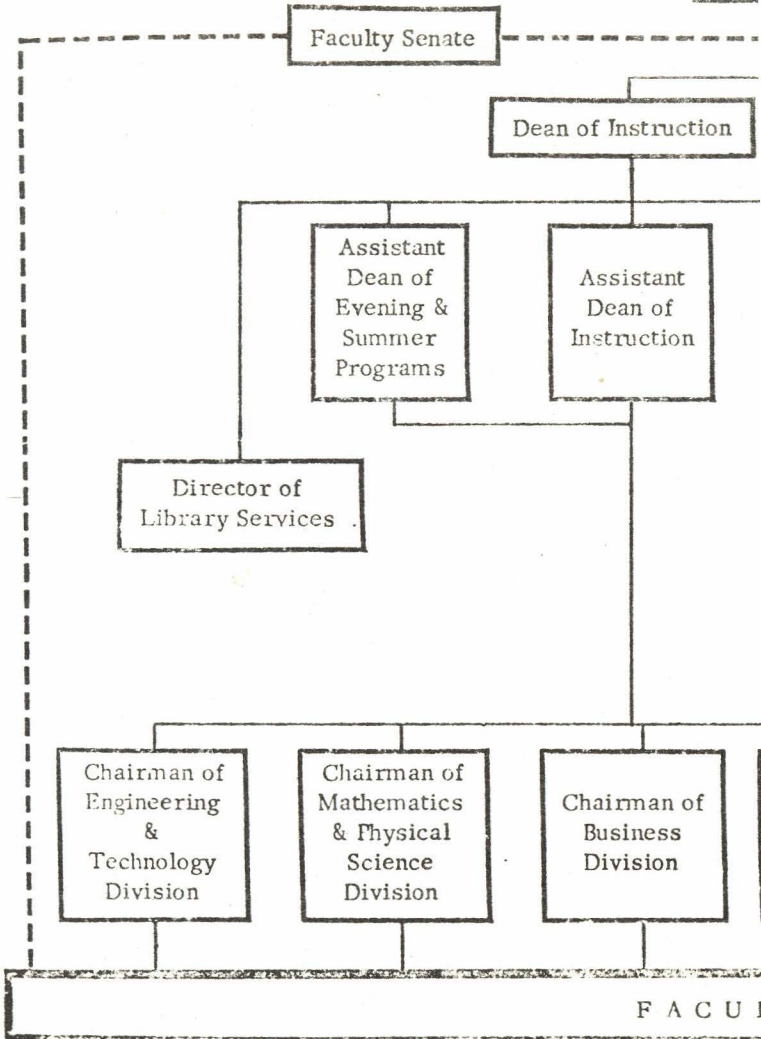 Faculty Senate
Dean of Instruction
Assistant
Dean of
Evening &
Summer
Programs
Assistant
Dean of
Instruction
Director of
Library Services
Chairman of
Engineering
&
Technology
Division
Chairman of
Mathematics
& Physical
Science
Division
Chairman of
Business
Division